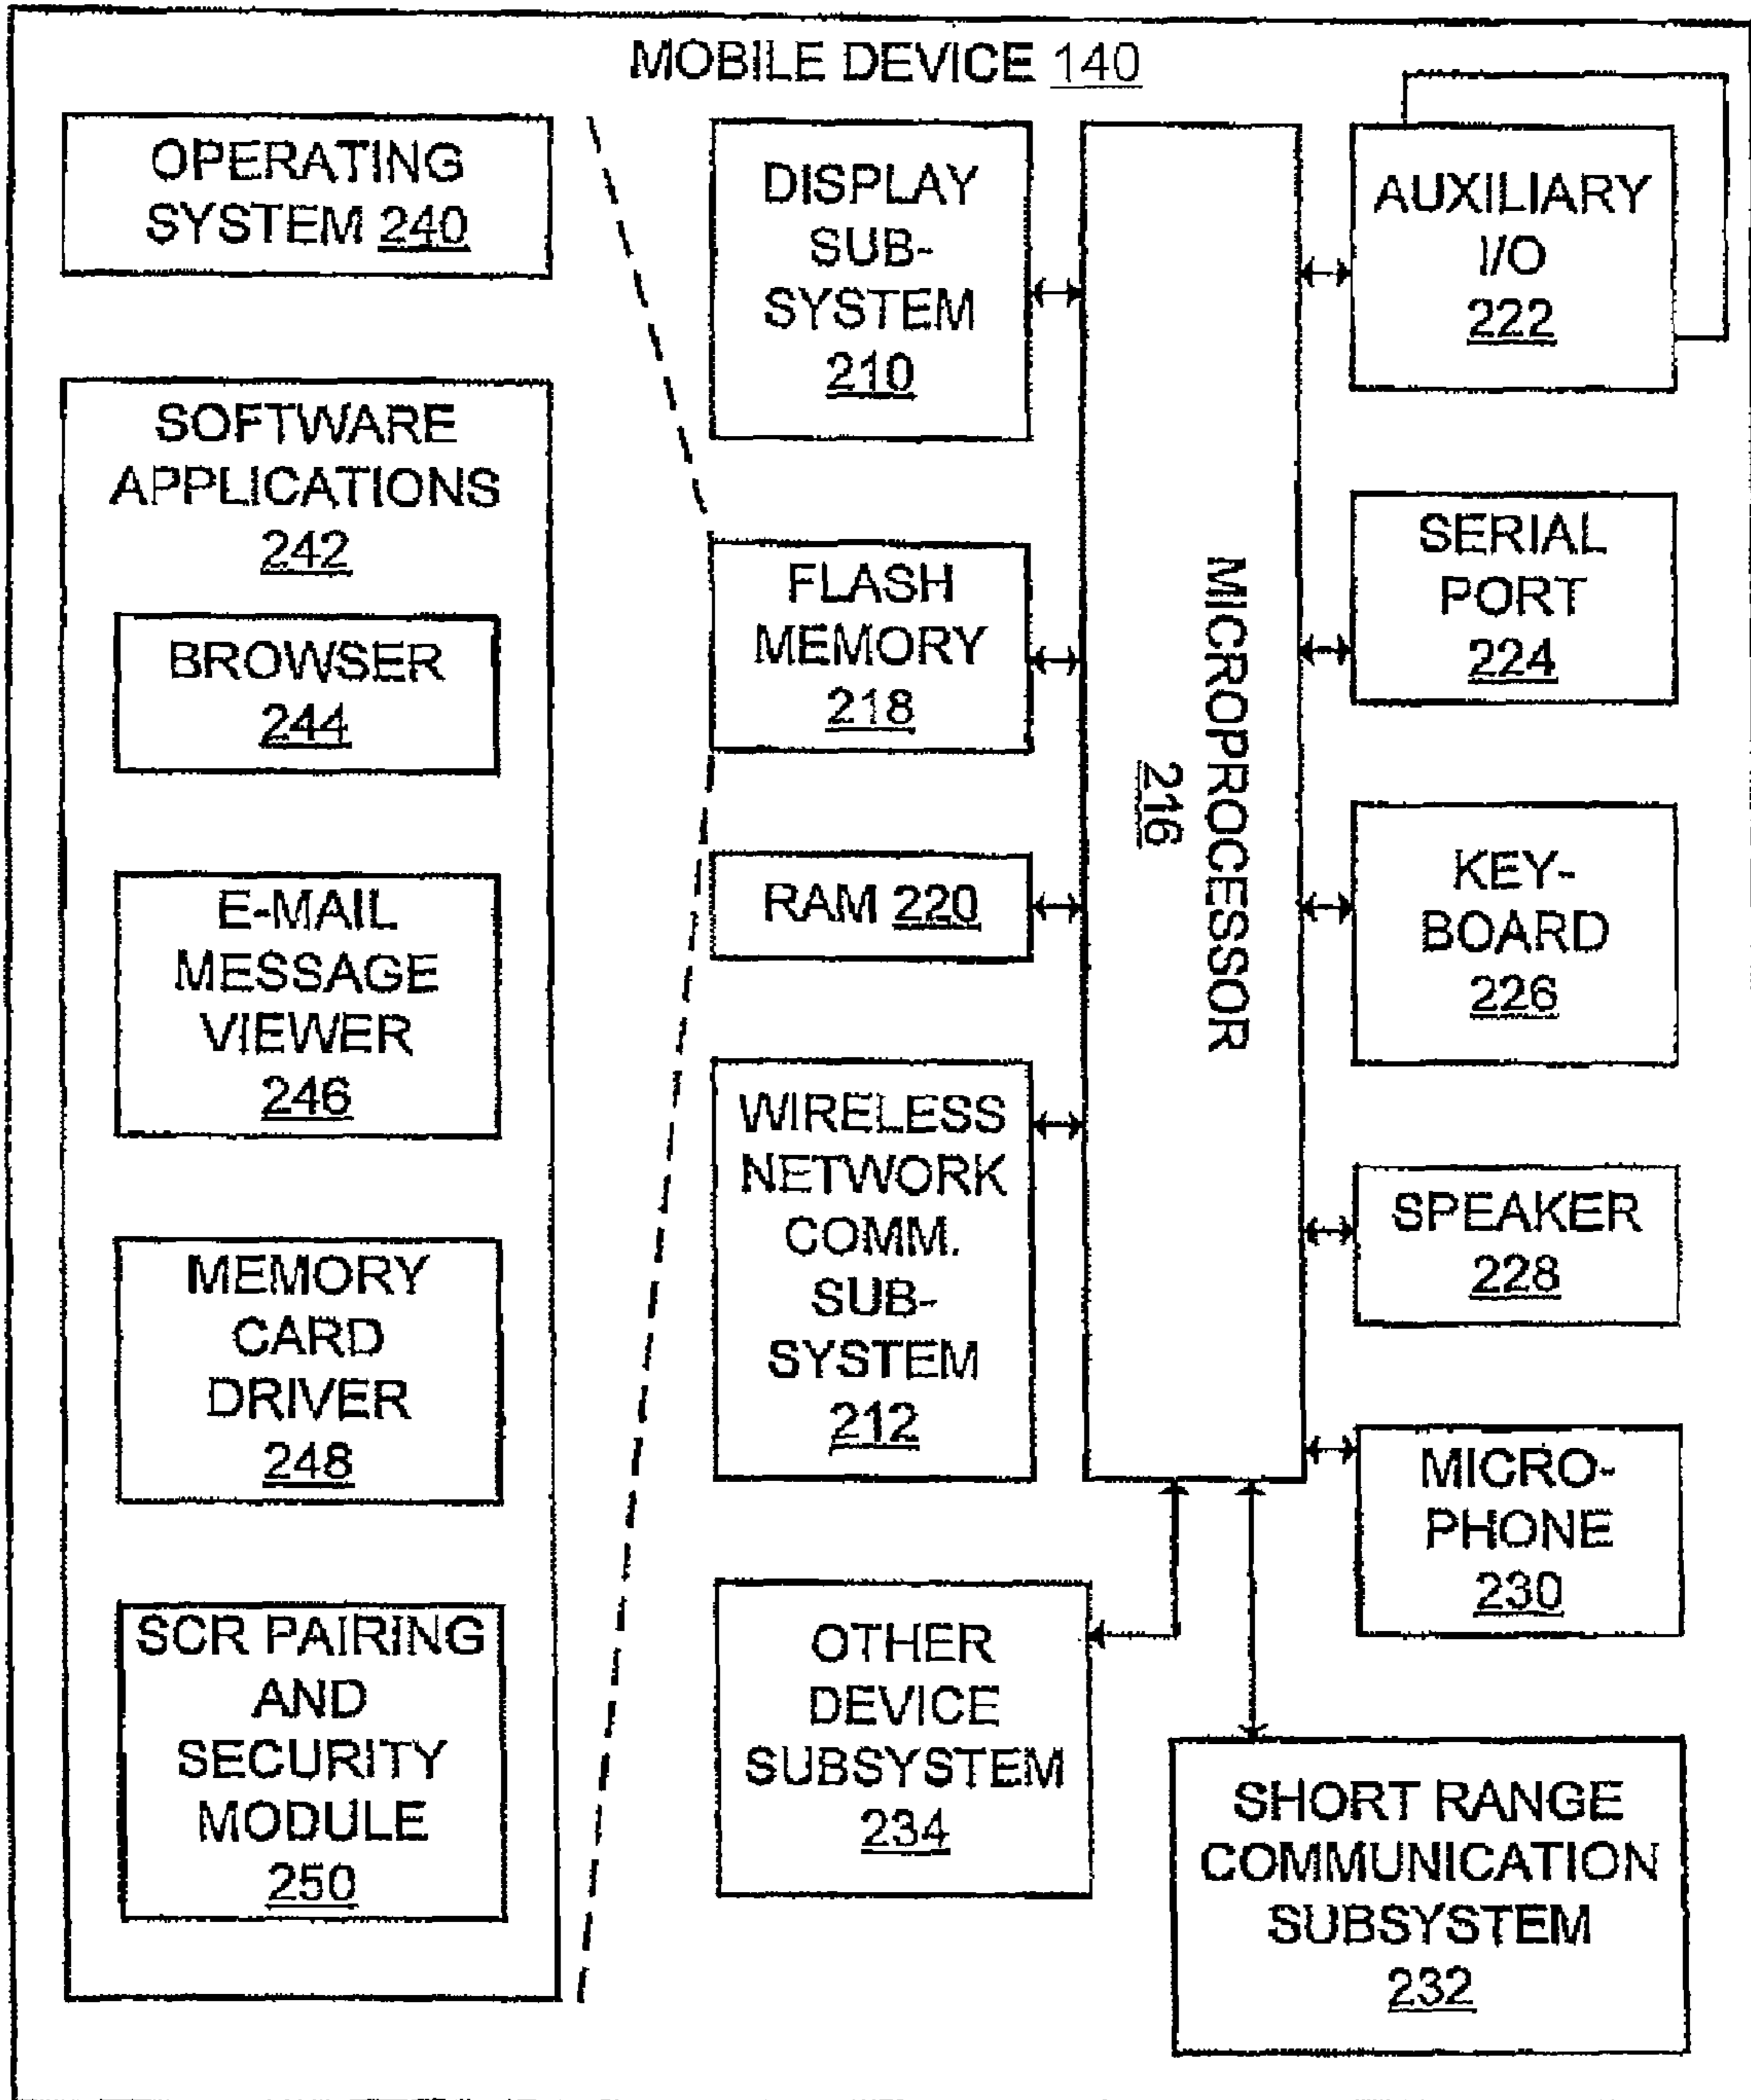 MOBILE DEVICE 140
OPERATING
SYSTEM 240
SOFTWARE
APPLICATIONS
242
BROWSER
244
E-MAIL
MESSAGE
VIEWER
246
MEMORY
CARD
DRIVER
248
SCR PAIRING
AND
SECURITY
MODULE
250
DISPLAY
SUB-
SYSTEM
210
FLASH
MEMORY
218
RAM 220
WIRELESS
NETWORK
COMM.
SUB-
SYSTEM
212
OTHER
DEVICE
SUBSYSTEM
234
MICROPROCESSOR
216
AUXILIARY
I/O
222
SERIAL
PORT
224
KEY-
BOARD
226
SPEAKER
228
MICRO-
PHONE
230
SHORT RANGE
COMMUNICATION
SUBSYSTEM
232